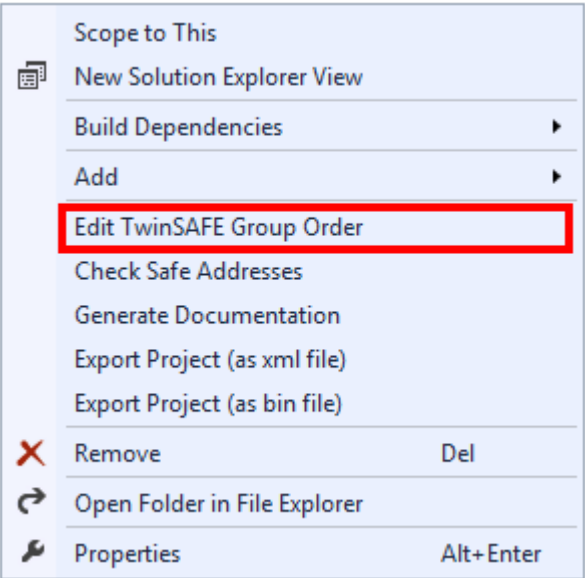 Scope to This
New Solution Explorer View
Build Dependencies
Add
Edit TwinSAFE Group Order
Check Safe Addresses
Generate Documentation
Export Project (as xml file)
Export Project (as bin file)
Remove Del
Open Folder in File Explorer
Properties Alt+Enter